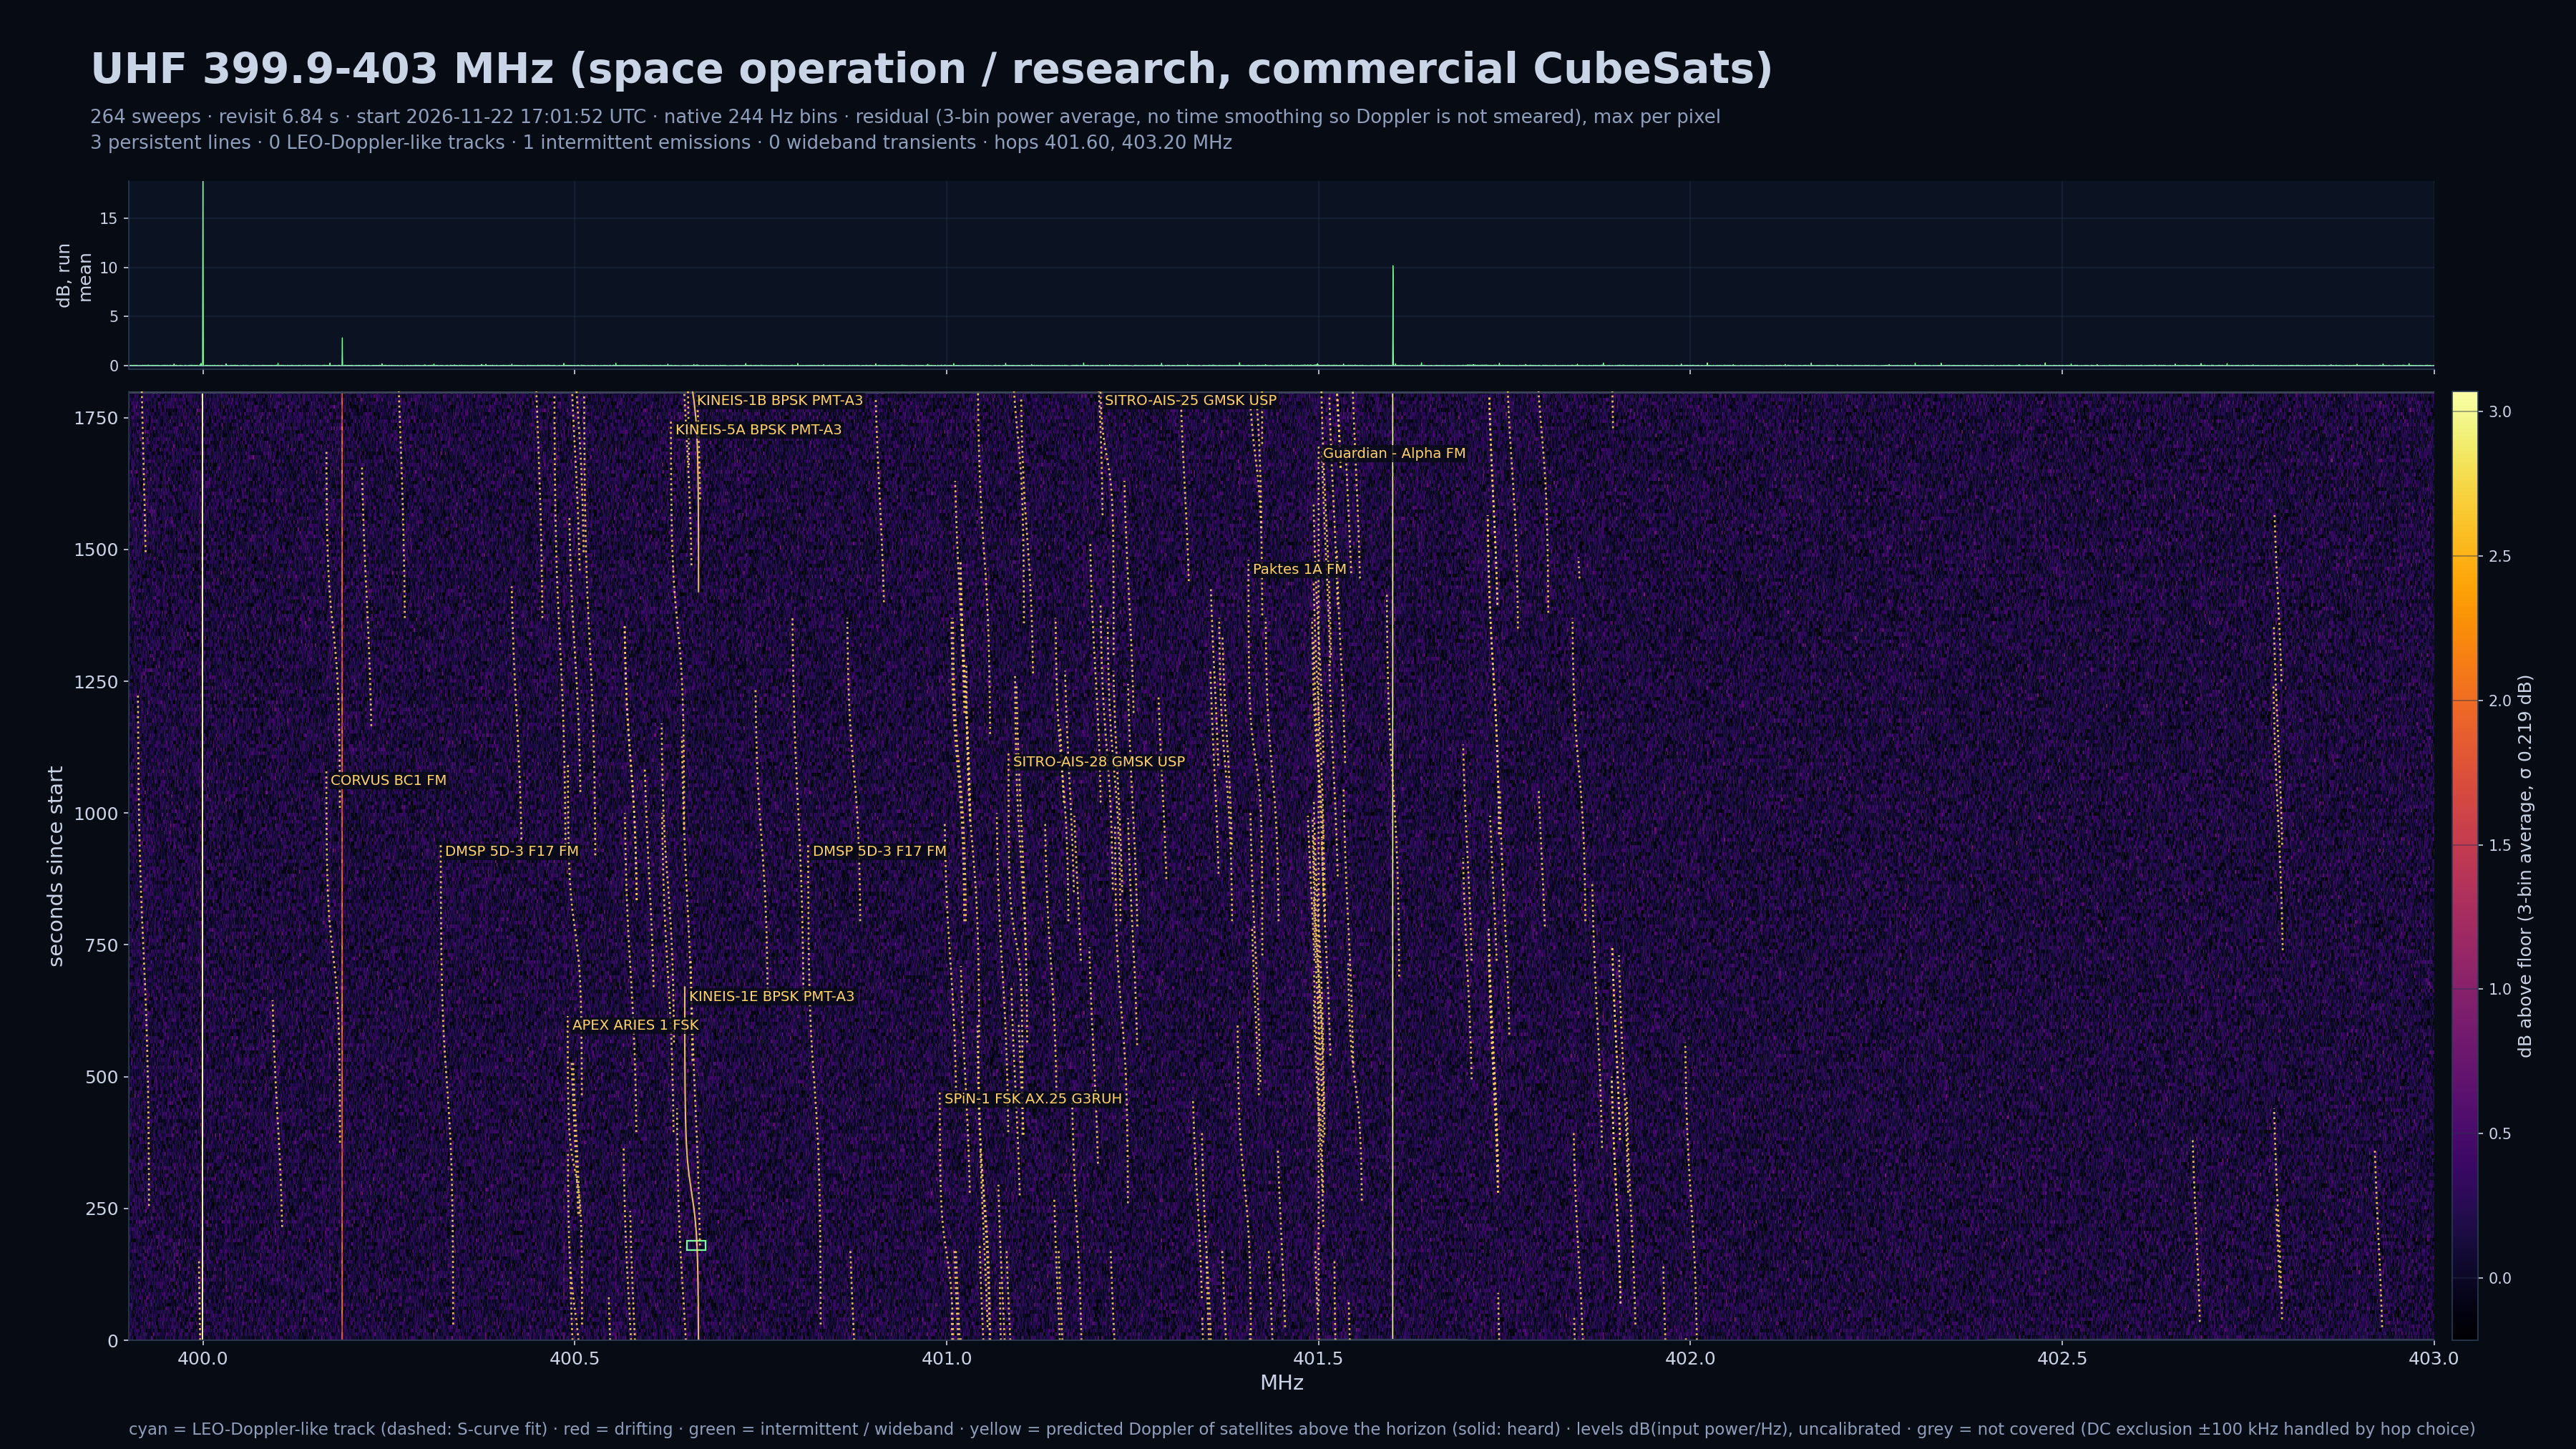 UHF 399.9-403 MHz (space operation / research, commercial CubeSats)
264 sweeps · revisit 6.84 s · start 2026-11-22 17:01:52 UTC · native 244 Hz bins · residual (3-bin power average, no time smoothing so Doppler is not smeared), max per pixel
3 persistent lines · 0 LEO-Doppler-like tracks · 1 intermittent emissions · 0 wideband transients · hops 401.60, 403.20 MHz
dB, run
mean
15
10
5
0
KINEIS-1B BPSK PMT-A3
SITRO-AIS-25 GMSK USP
KINEIS-5A BPSK PMT-A3
Guardian - Alpha FM
Paktes 1A FM
SITRO-AIS-28 GMSK USP
CORVUS BC1 FM
DMSP 5D-3 F17 FM
DMSP 5D-3 F17 FM
KINEIS-1E BPSK PMT-A3
APEX ARIES 1 FSK
SPiN-1 FSK AX.25 G3RUH
seconds since start
1750
1500
1250
1000
750
500
250
0
400.0
400.5
401.0
401.5
402.0
402.5
403.0
MHz
3.0
2.5
2.0
1.5
1.0
0.5
0.0
dB above floor (3-bin average, σ 0.219 dB)
cyan = LEO-Doppler-like track (dashed: S-curve fit) · red = drifting · green = intermittent / wideband · yellow = predicted Doppler of satellites above the horizon (solid: heard) · levels dB(input power/Hz), uncalibrated · grey = not covered (DC exclusion ±100 kHz handled by hop choice)